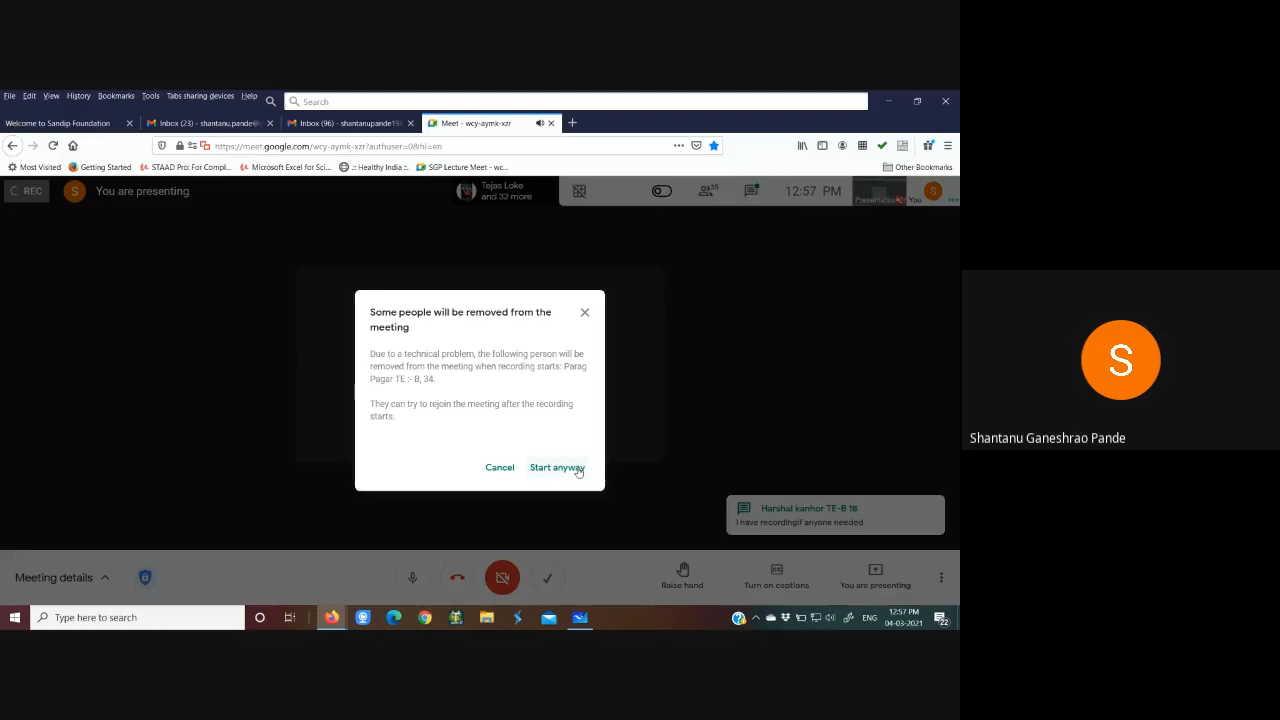 File Edit View History Bookmarks Tools Tabs sharing devices Help
Search
Welcome to Sandip Foundation
Inbox (23) - shantanu.pande@
Inbox (96) - shantanupande19
Meet - wcy-aymk-xzr
https://meet.google.com/wcy-aymk-xzr?authuser=0&hl=en
Most Visited
Getting Started
STAAD Pro: For Compl...
Microsoft Excel for Sci...
.:: Healthy India ::.
SGP Lecture Meet - wc...
Other Bookmarks
REC
S
You are presenting
Tejas Loke
and 32 more
12:57 PM
You
S
Some people will be removed from the
meeting
Due to a technical problem, the following person will be
removed from the meeting when recording starts: Parag
Pagar TE :- B, 34.
They can try to rejoin the meeting after the recording
starts.
Cancel
Start anyway
Harshal kanhor TE-B 18
I have recordingif anyone needed
S
Shantanu Ganeshrao Pande
Meeting details
Raise hand
Turn on captions
You are presenting
Type here to search
ENG
12:57 PM
04-03-2021
22